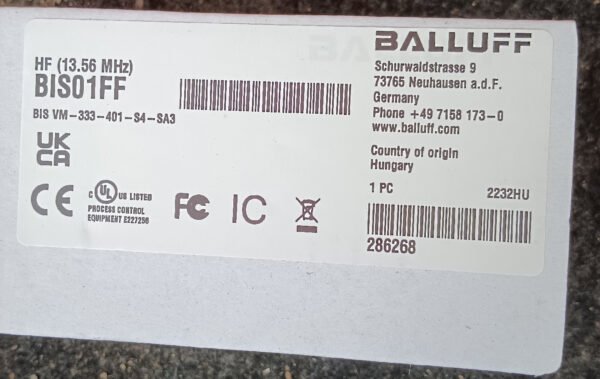 HF (13.56 MHz)
BIS01FF
BIS VM-333-401-S4-SA3
UK
CA
CE
C UL US LISTED
PROCESS CONTROL
EQUIPMENT E227256
FC
IC
BALLUFF
Schurwaldstrasse 9
73765 Neuhausen a.d.F.
Germany
Phone +49 7158 173-0
www.balluff.com
Country of origin
Hungary
1 PC 2232HU
286268